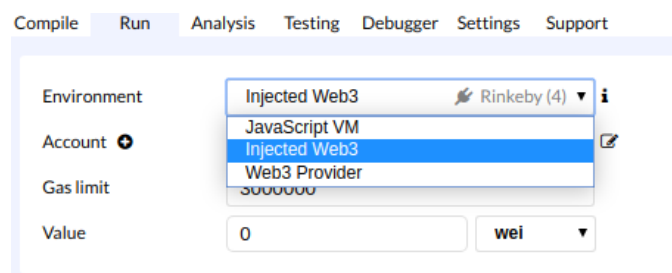 Compile Run Analysis Testing Debugger Settings Support
Environment Injected Web3 Rinkeby (4) ▼ i
JavaScript VM
Account
Injected Web3
Web3 Provider
Gas limit 3000000
Value 0 wei ▼